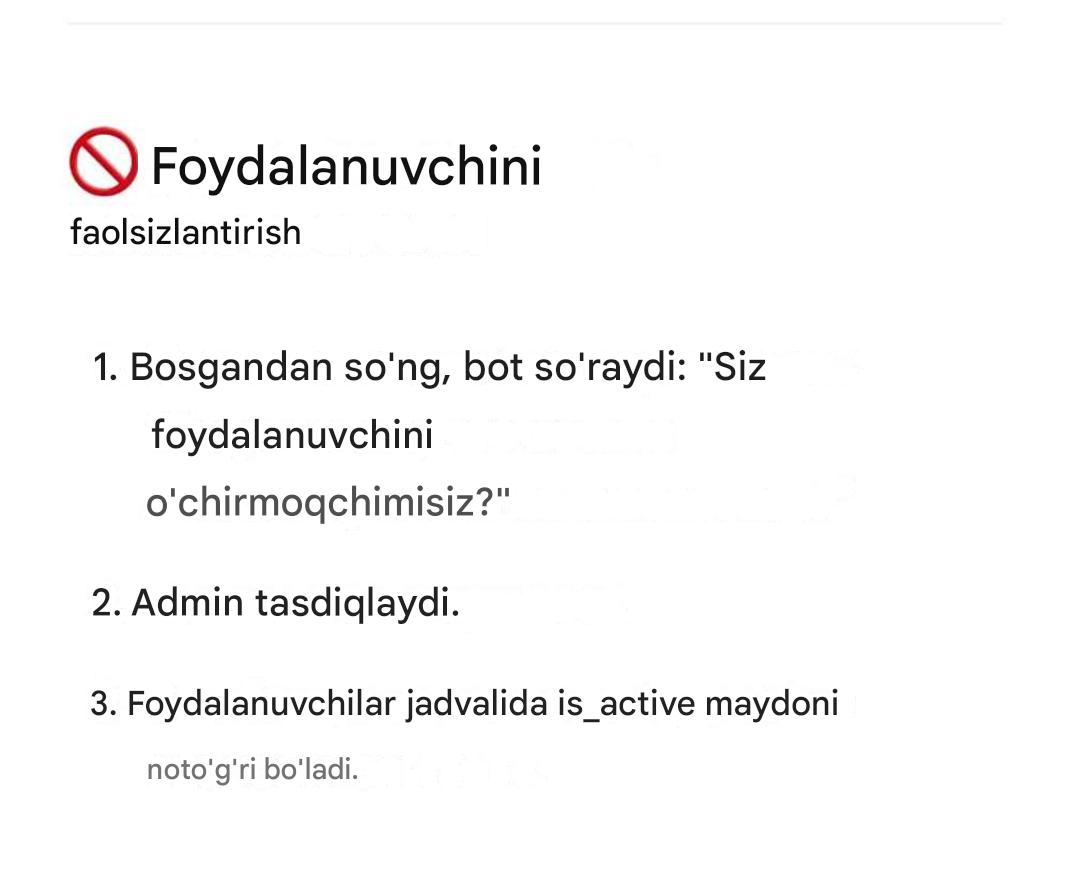 🚫 Foydalanuvchini
faolsizlantirish
1. Bosgandan so'ng, bot so'raydi: "Siz
foydalanuvchini
o'chirmoqchimisiz?"
2. Admin tasdiqlaydi.
3. Foydalanuvchilar jadvalida is_active maydoni
noto'g'ri bo'ladi.